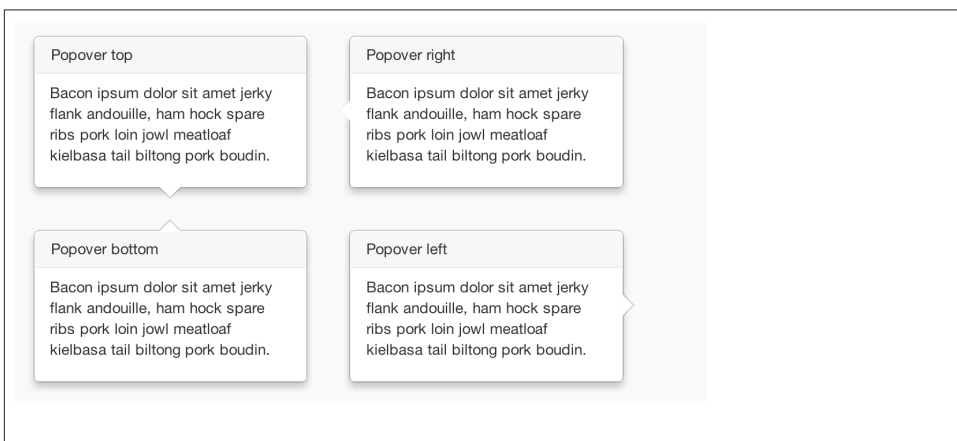 Popover top
Bacon ipsum dolor sit amet jerky
flank andouille, ham hock spare
ribs pork loin jowl meatloaf
kielbasa tail biltong pork boudin.
Popover right
Bacon ipsum dolor sit amet jerky
flank andouille, ham hock spare
ribs pork loin jowl meatloaf
kielbasa tail biltong pork boudin.
Popover bottom
Bacon ipsum dolor sit amet jerky
flank andouille, ham hock spare
ribs pork loin jowl meatloaf
kielbasa tail biltong pork boudin.
Popover left
Bacon ipsum dolor sit amet jerky
flank andouille, ham hock spare
ribs pork loin jowl meatloaf
kielbasa tail biltong pork boudin.